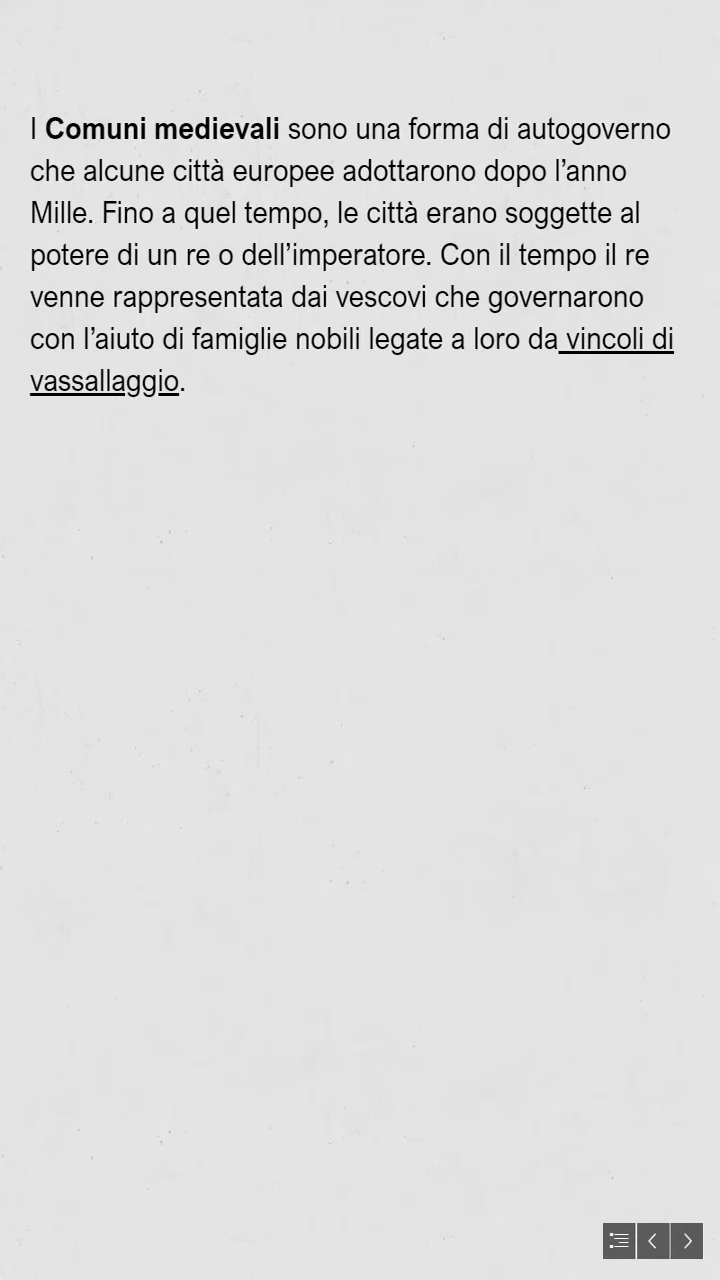 I Comuni medievali sono una forma di autogoverno
che alcune città europee adottarono dopo l’anno
Mille. Fino a quel tempo, le città erano soggette al
potere di un re o dell’imperatore. Con il tempo il re
venne rappresentata dai vescovi che governarono
con l’aiuto di famiglie nobili legate a loro da vincoli di
vassallaggio.